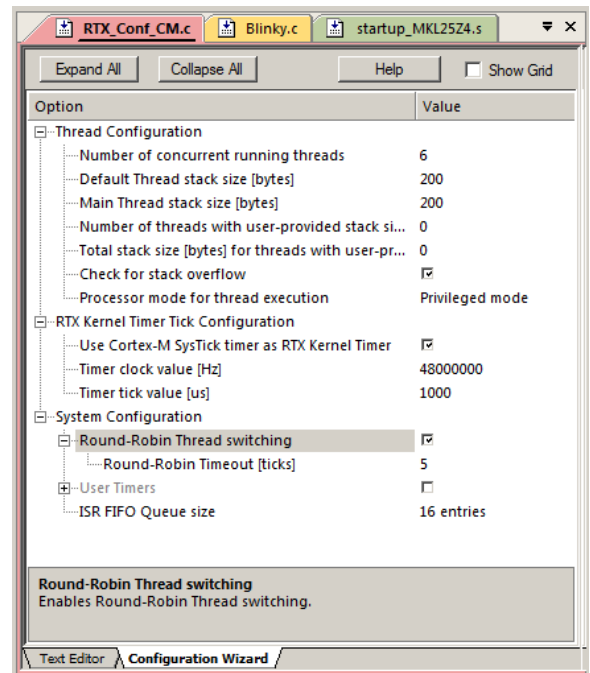 RTX_Conf_CM.c Blinky.c startup_MKL25Z4.s
Expand All Collapse All Help Show Grid
Option Value
Thread Configuration
Number of concurrent running threads 6
Default Thread stack size [bytes] 200
Main Thread stack size [bytes] 200
Number of threads with user-provided stack si... 0
Total stack size [bytes] for threads with user-pr... 0
Check for stack overflow
Processor mode for thread execution Privileged mode
RTX Kernel Timer Tick Configuration
Use Cortex-M SysTick timer as RTX Kernel Timer
Timer clock value [Hz] 48000000
Timer tick value [us] 1000
System Configuration
Round-Robin Thread switching
Round-Robin Timeout [ticks] 5
User Timers
ISR FIFO Queue size 16 entries
Round-Robin Thread switching
Enables Round-Robin Thread switching.
Text Editor Configuration Wizard